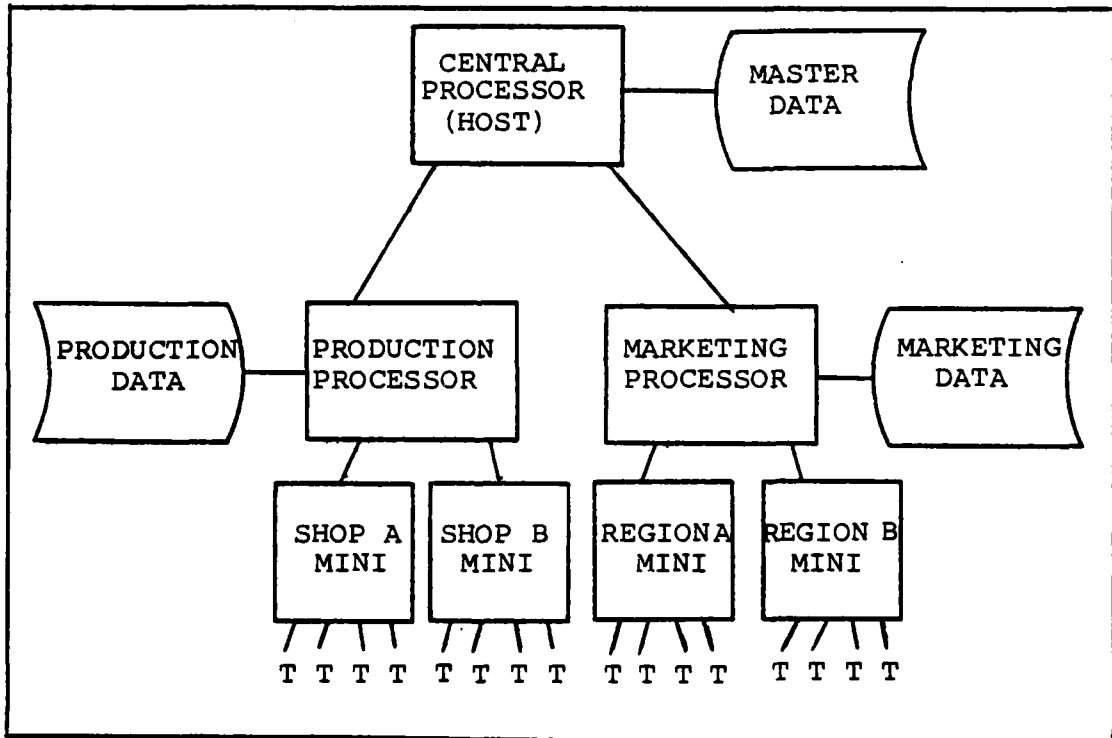 CENTRAL
PROCESSOR
(HOST)
MASTER
DATA
PRODUCTION
DATA
PRODUCTION
PROCESSOR
MARKETING
PROCESSOR
MARKETING
DATA
SHOP A
MINI
SHOP B
MINI
REGION A
MINI
REGION B
MINI
T T T T
T T T T
T T T T
T T T T